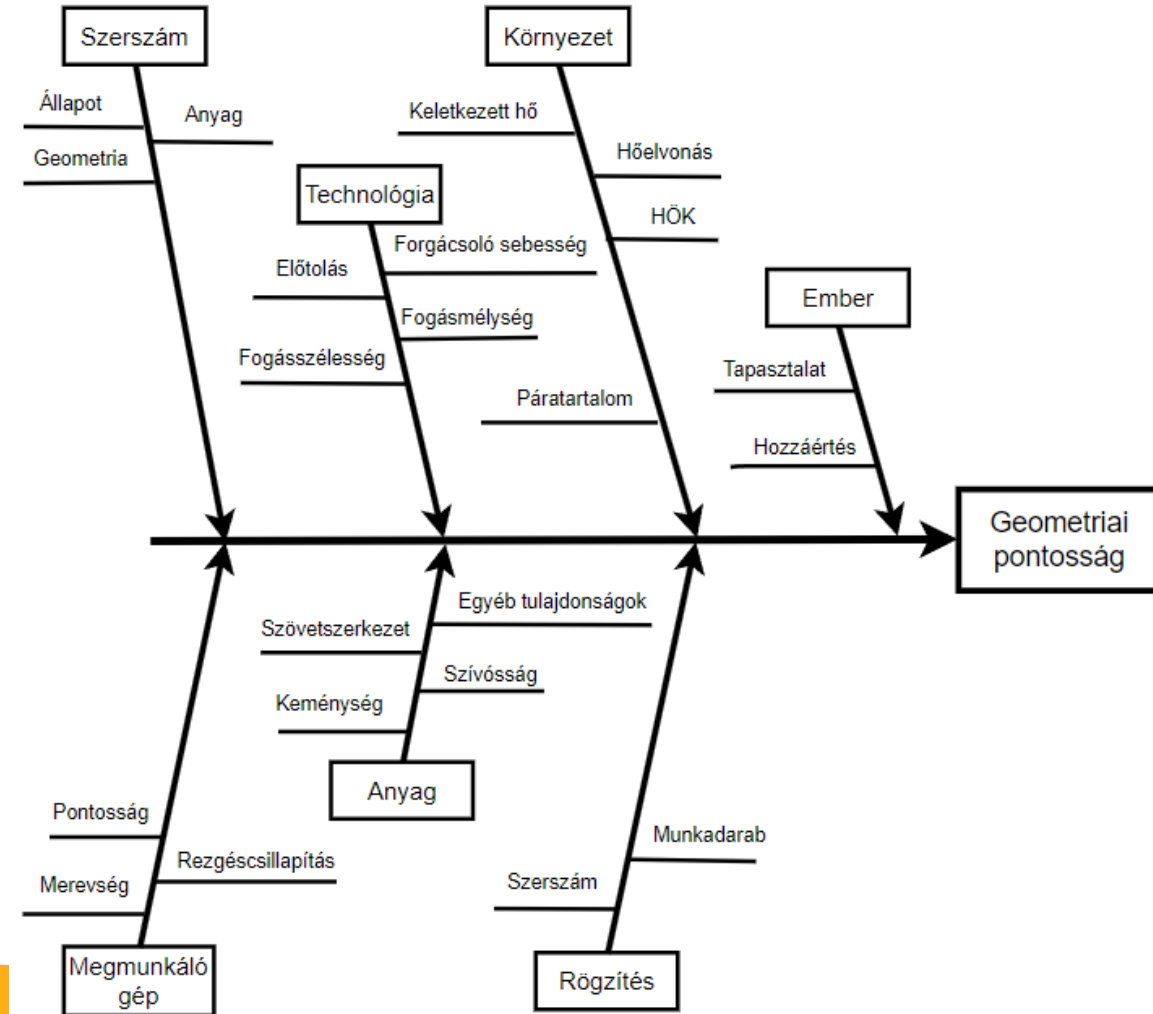 Szerszám
Környezet
Állapot
Anyag
Keletkezett hő
Geometria
Hőelvonás
Technológia
HÖK
Forgácsoló sebesség
Előtolás
Ember
Fogásmélység
Fogásszélesség
Tapasztalat
Páratartalom
Hozzáértés
Geometriai
pontosság
Egyéb tulajdonságok
Szövetszerkezet
Szívósság
Keménység
Anyag
Pontosság
Munkadarab
Rezgéscsillapítás
Merevség
Szerszám
Megmunkáló
gép
Rögzítés